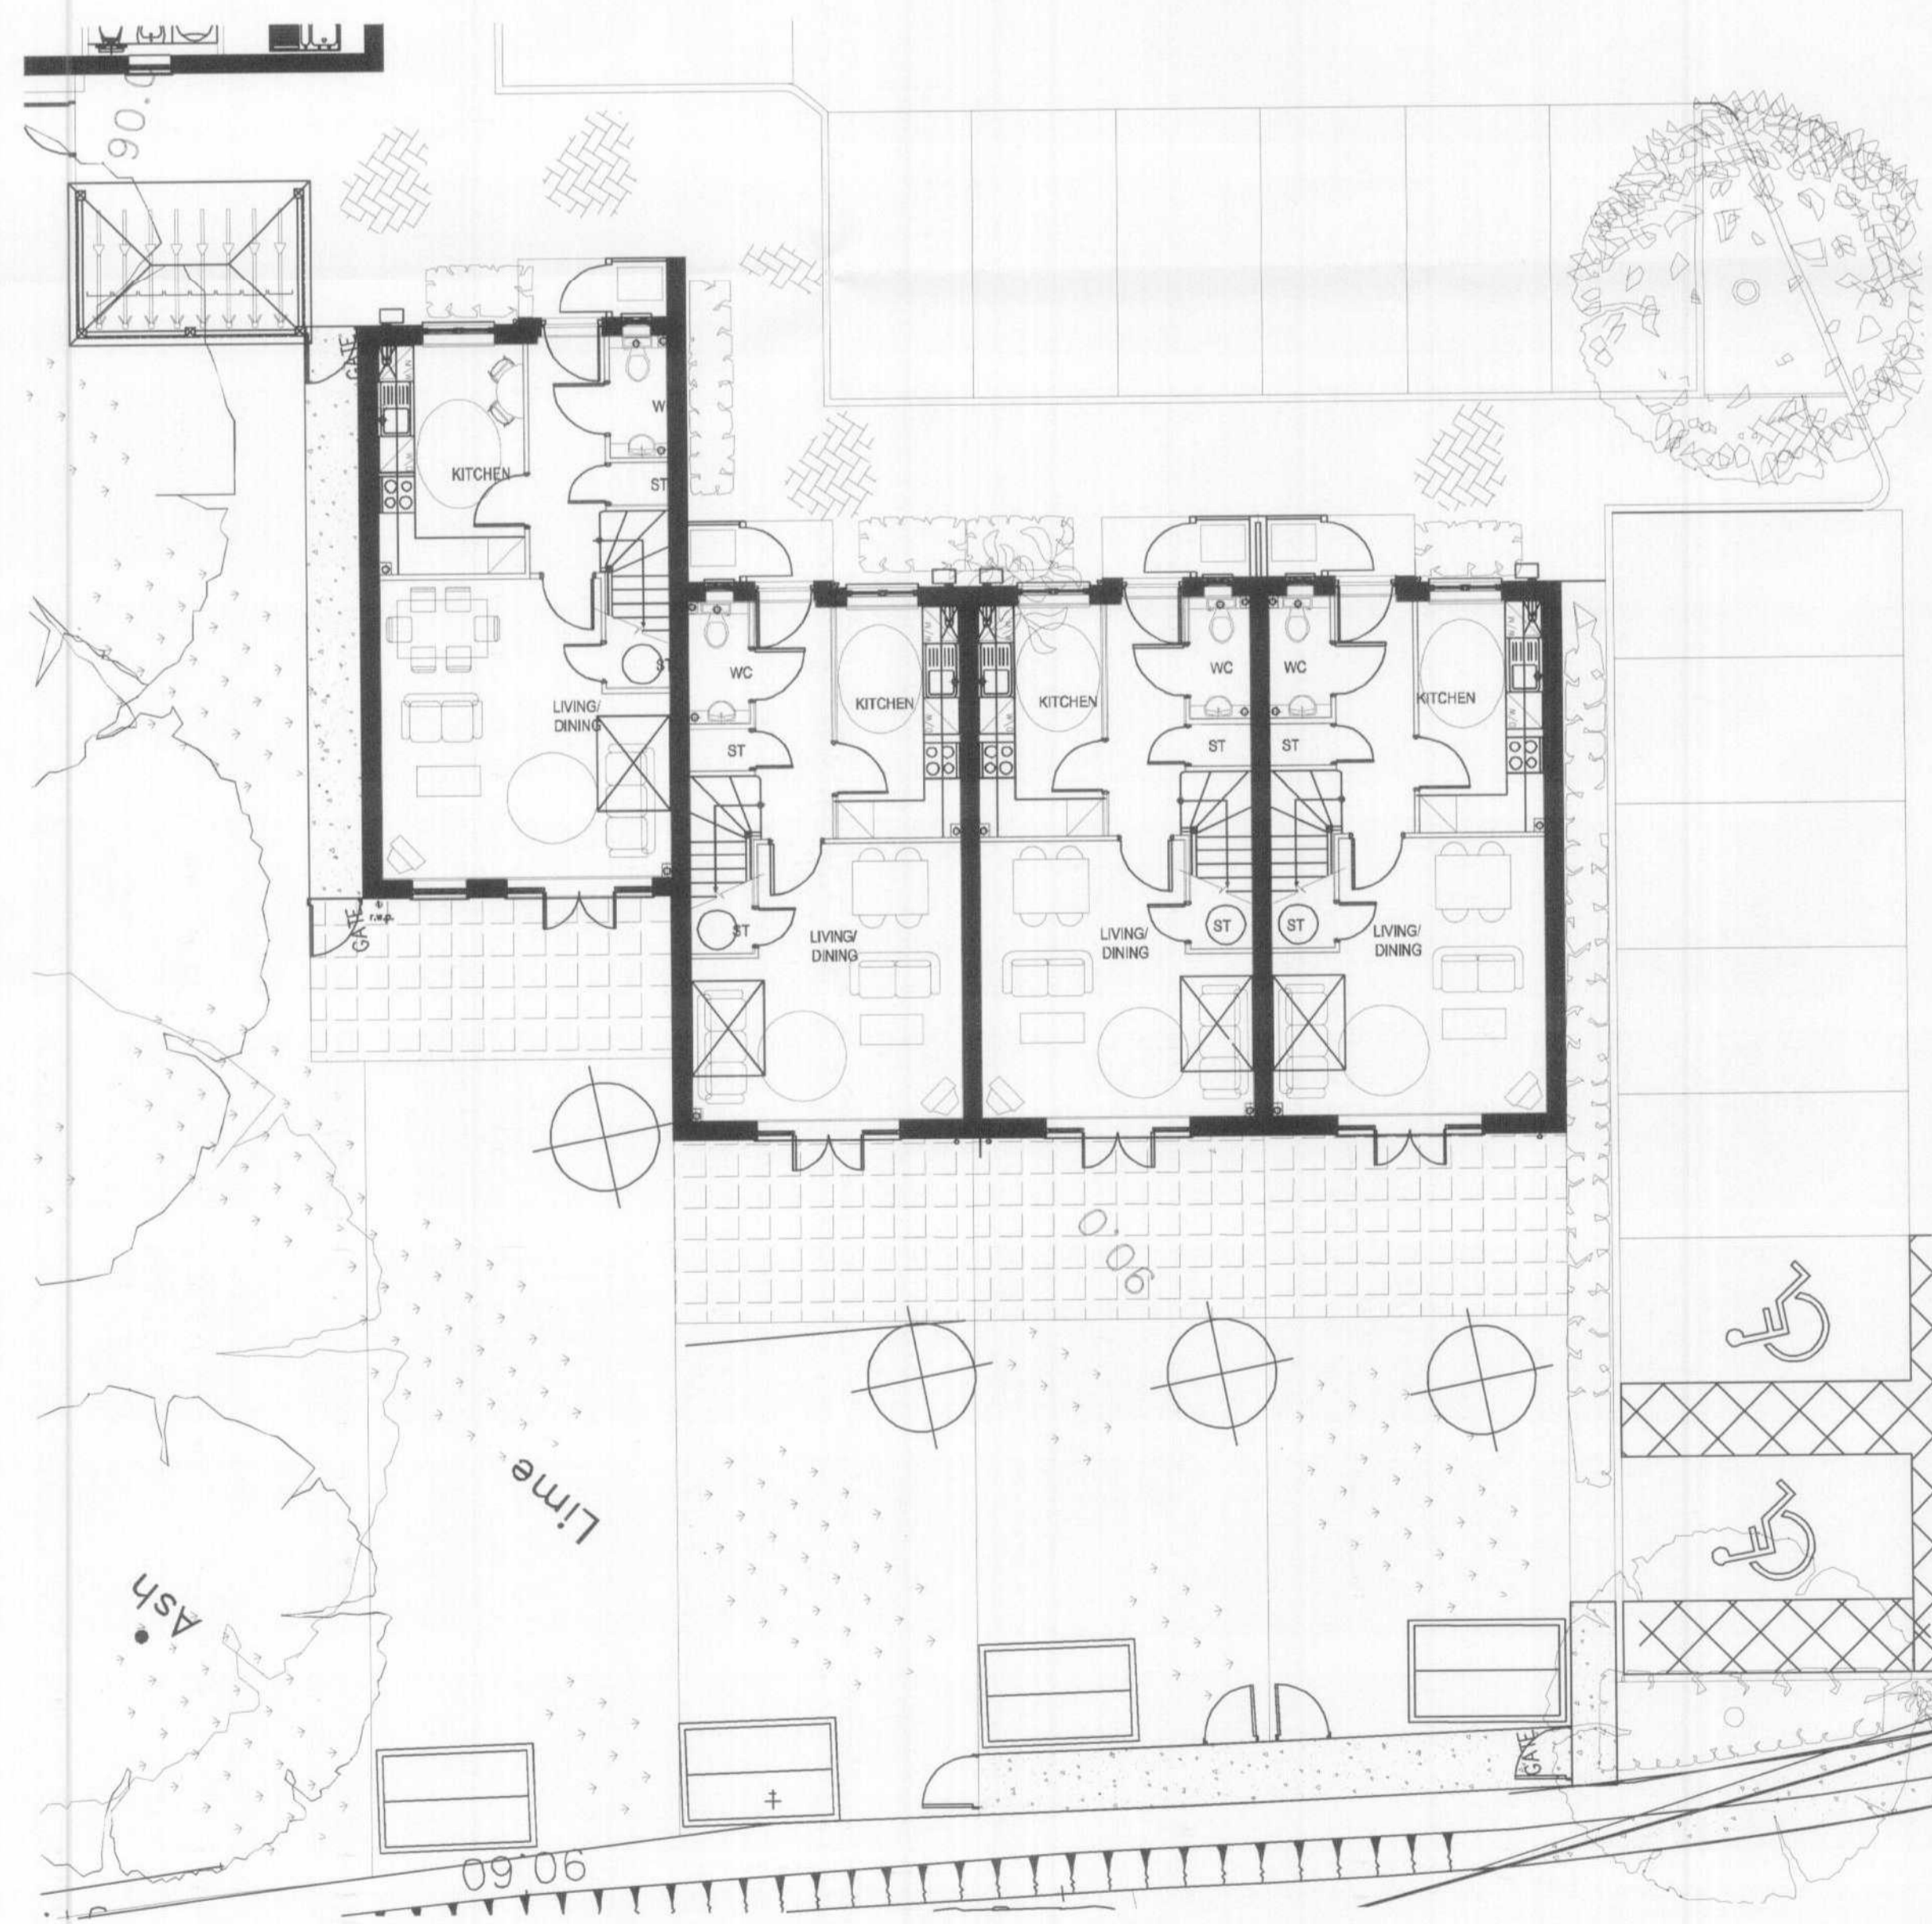 90.0
GATE
W
KITCHEN
ST
ST
LIVING/
DINING
GATE
r.w.p.
WC
KITCHEN
ST
ST
LIVING/
DINING
KITCHEN
WC
ST
ST
LIVING/
DINING
WC
KITCHEN
ST
ST
LIVING/
DINING
W/M
D/W
W/M
D/W
W/M
D/W
90.0
Lime
Ash
GATE
90.60